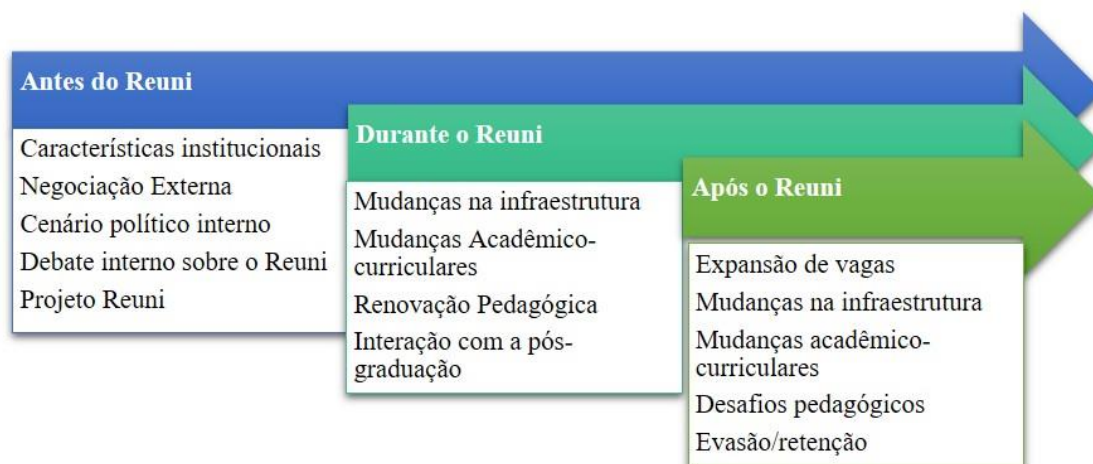 Antes do Reuni
Características institucionais
Negociação Externa
Cenário político interno
Debate interno sobre o Reuni
Projeto Reuni
Durante o Reuni
Mudanças na infraestrutura
Mudanças Acadêmico-
curriculares
Renovação Pedagógica
Interação com a pós-
graduação
Após o Reuni
Expansão de vagas
Mudanças na infraestrutura
Mudanças acadêmico-
curriculares
Desafios pedagógicos
Evasão/retenção